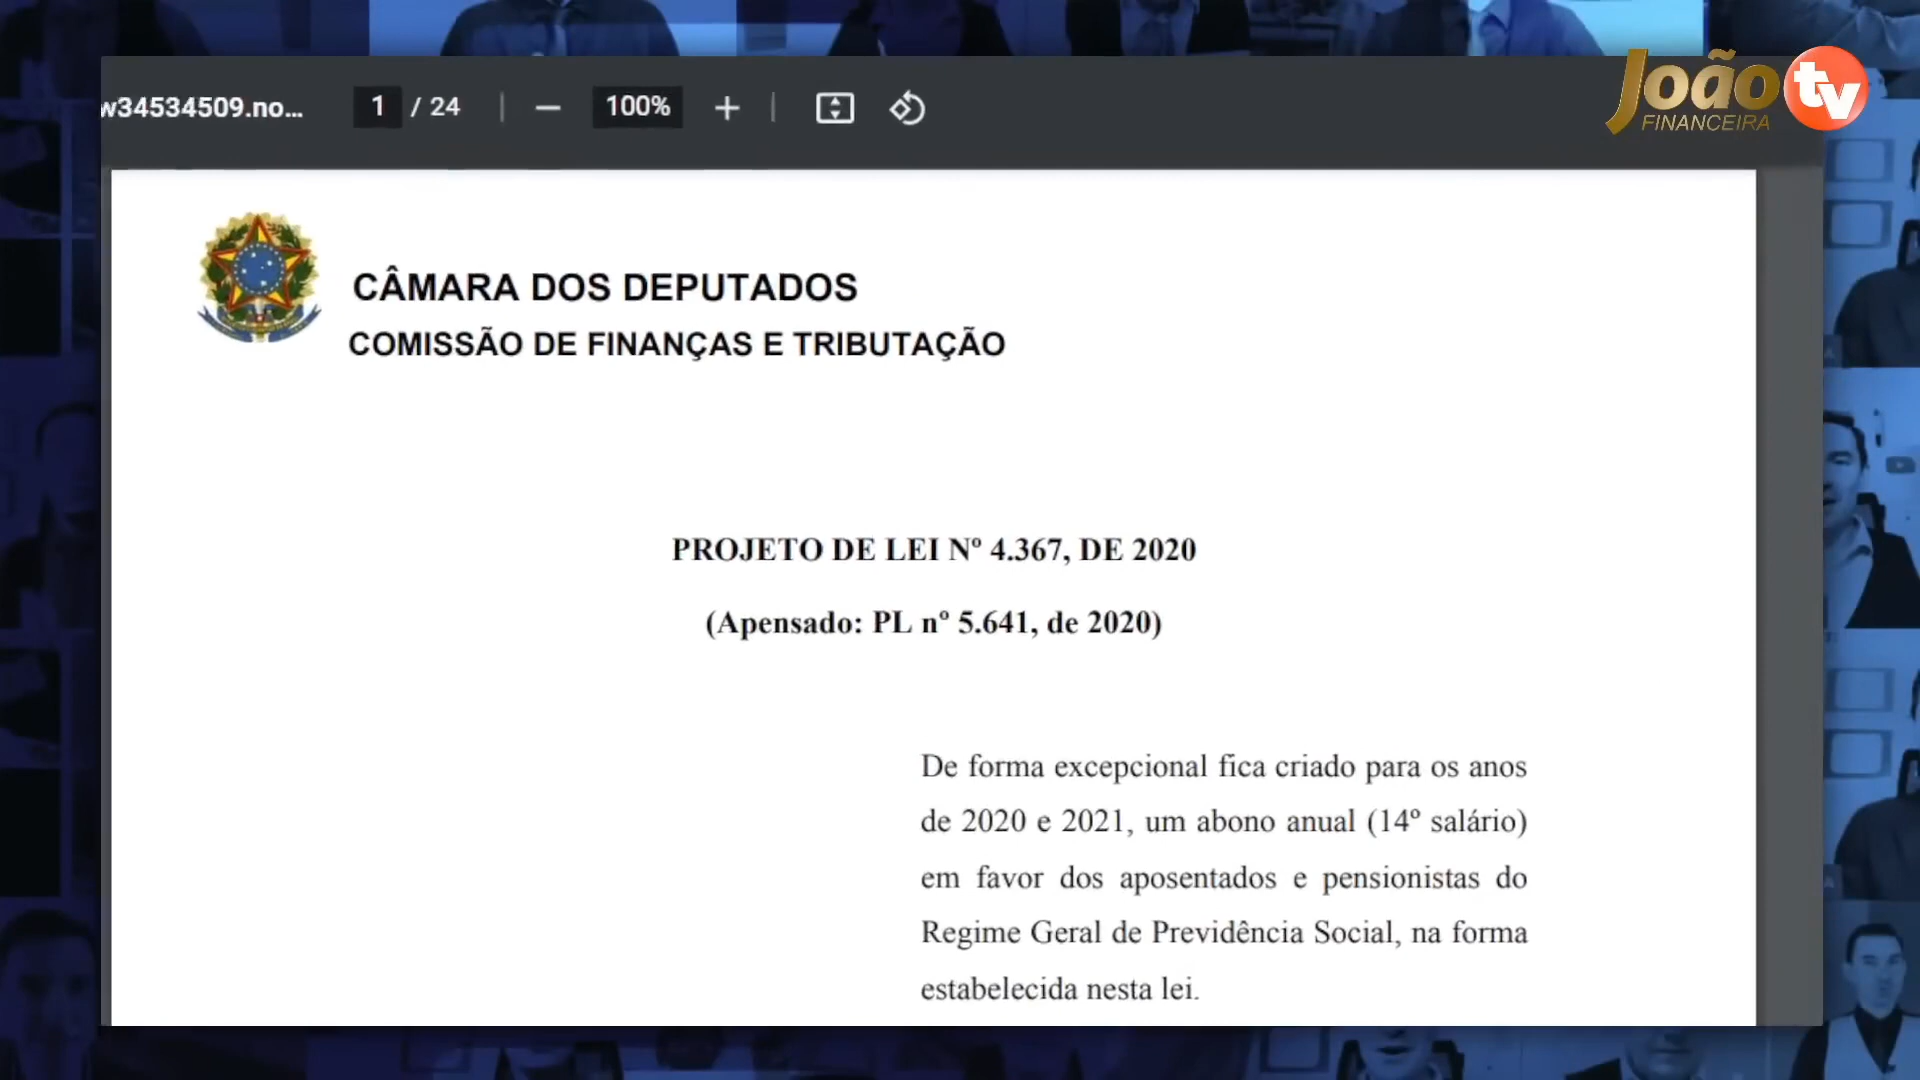 João tv
FINANCEIRA
w34534509.no... 1 / 24 100%
CÂMARA DOS DEPUTADOS
COMISSÃO DE FINANÇAS E TRIBUTAÇÃO
PROJETO DE LEI Nº 4.367, DE 2020
(Apensado: PL nº 5.641, de 2020)
De forma excepcional fica criado para os anos
de 2020 e 2021, um abono anual (14º salário)
em favor dos aposentados e pensionistas do
Regime Geral de Previdência Social, na forma
estabelecida nesta lei.